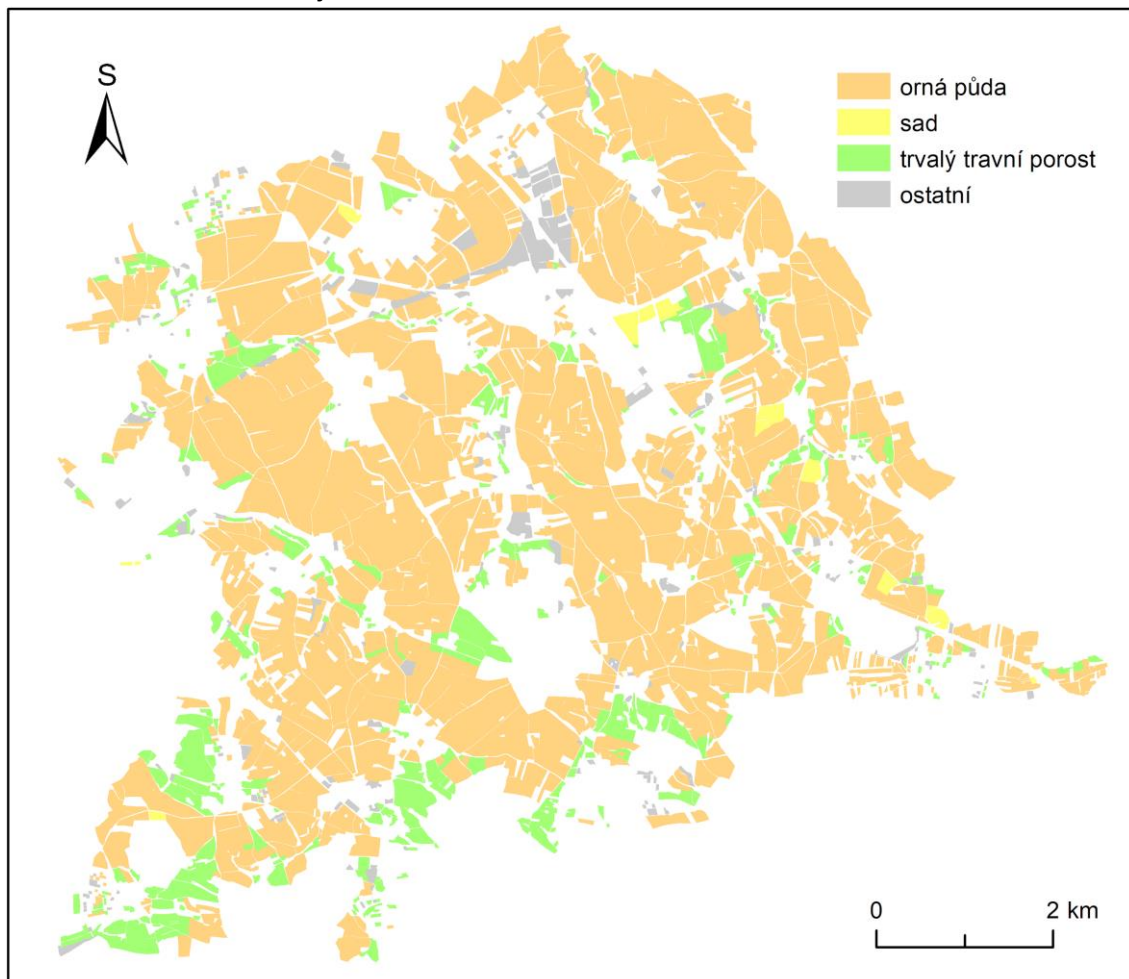 S
orná půda
sad
trvalý travní porost
ostatní
0 2 km